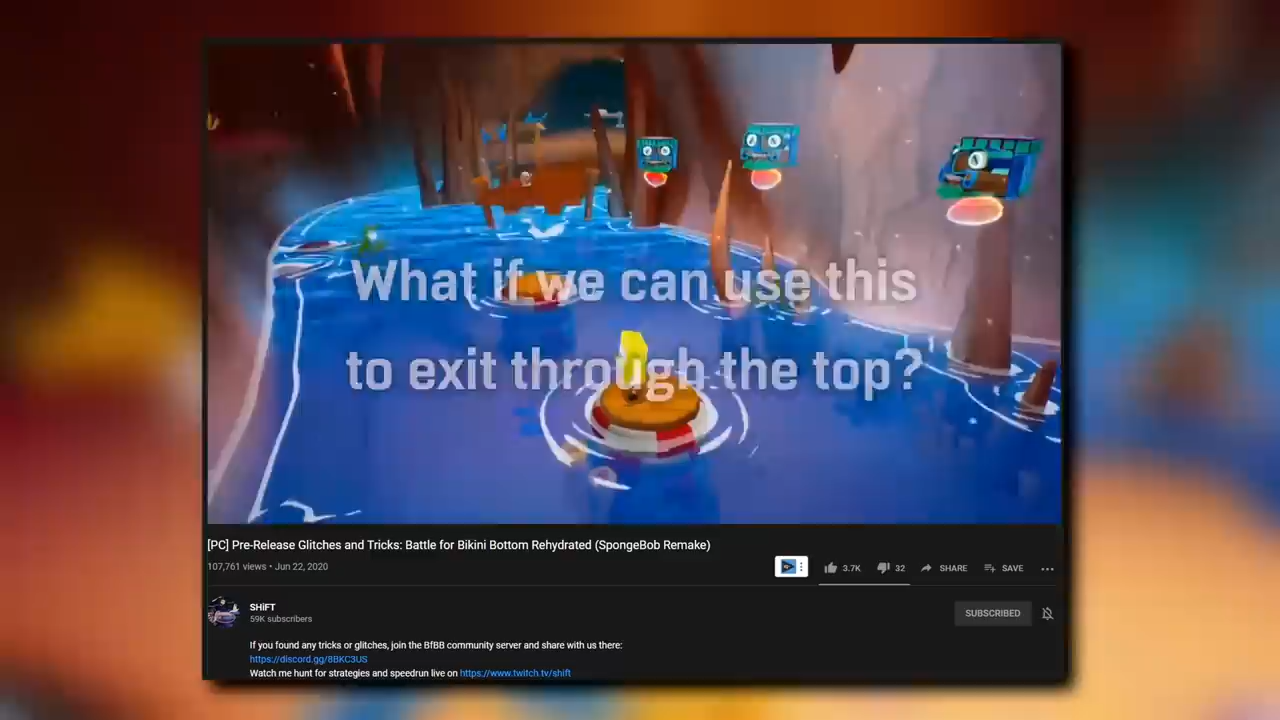 What if we can use this
to exit through the top?
[PC] Pre-Release Glitches and Tricks: Battle for Bikini Bottom Rehydrated (SpongeBob Remake)
107,761 views • Jun 22, 2020
3.7K 32 SHARE SAVE
SHiFT
59K subscribers
SUBSCRIBED
If you found any tricks or glitches, join the BfBB community server and share with us there:
https://discord.gg/8BKC3US
Watch me hunt for strategies and speedrun live on https://www.twitch.tv/shift